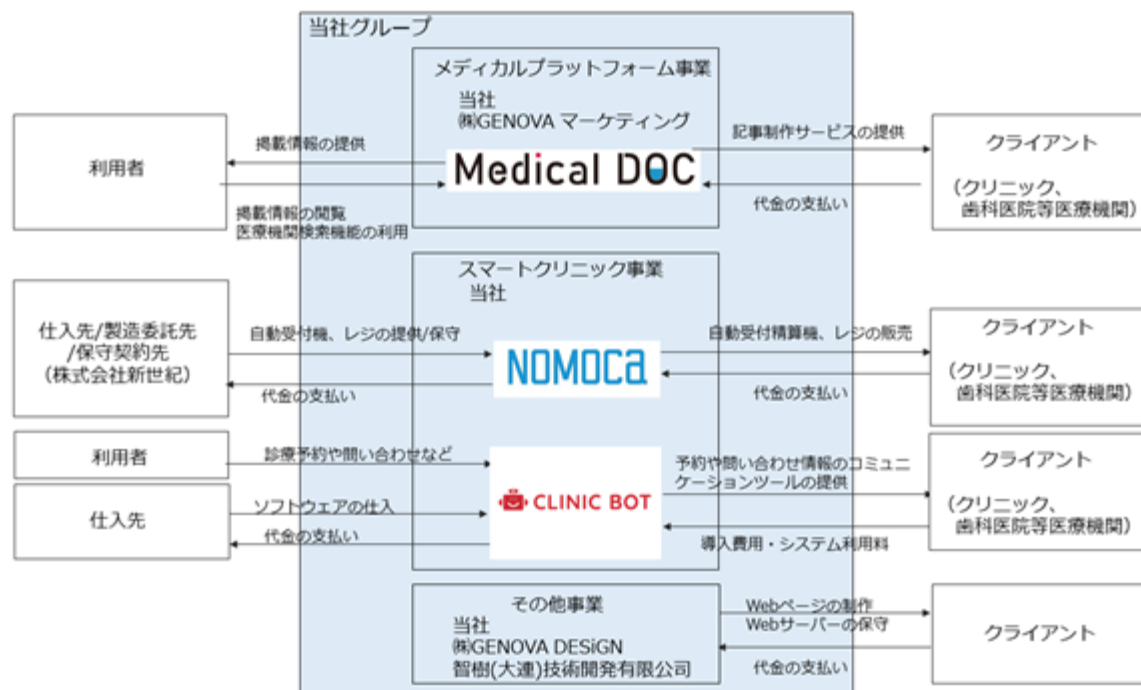 当社グループ
メディカルプラットフォーム事業
当社
㈱GENOVA マーケティング
利用者
掲載情報の提供
Medical DOC
掲載情報の閲覧
医療機関検索機能の利用
記事制作サービスの提供
代金の支払い
クライアント
(クリニック、
歯科医院等医療機関)
スマートクリニック事業
当社
仕入先/製造委託先
/保守契約先
(株式会社新世紀)
自動受付機、レジの提供/保守
代金の支払い
NOMOCa
自動受付精算機、レジの販売
代金の支払い
クライアント
(クリニック、
歯科医院等医療機関)
利用者
診療予約や問い合わせなど
仕入先
ソフトウェアの仕入
代金の支払い
CLINIC BOT
予約や問い合わせ情報のコミュニ
ケーションツールの提供
導入費用・システム利用料
クライアント
(クリニック、
歯科医院等医療機関)
その他事業
当社
㈱GENOVA DESiGN
智樹(大連)技術開発有限公司
Webページの制作
Webサーバーの保守
代金の支払い
クライアント